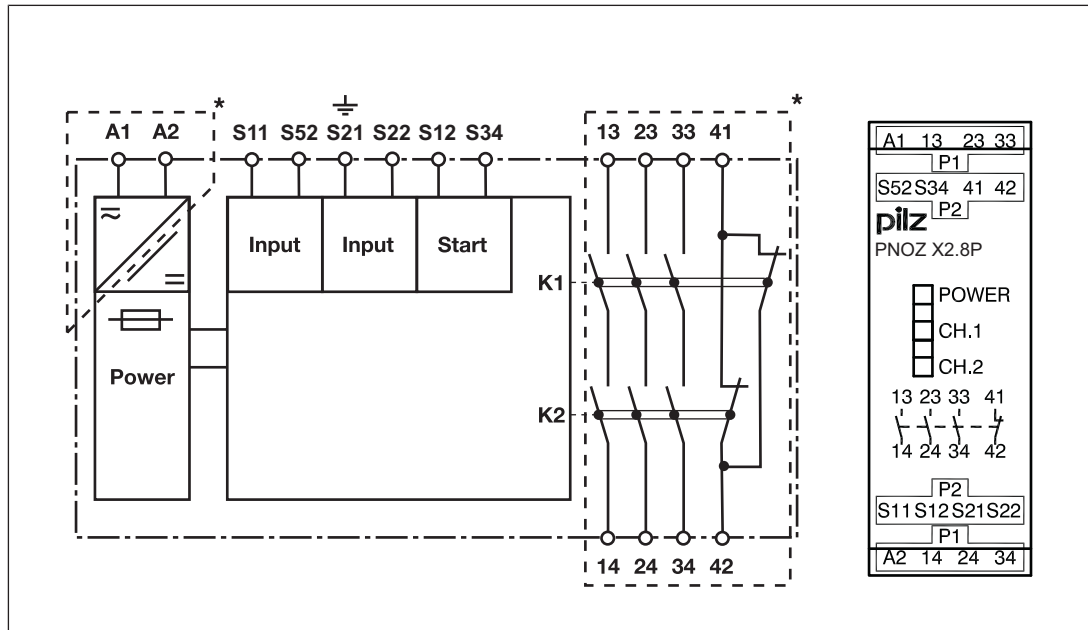 * *
A1 A2 S11 S52 S21 S22 S12 S34 13 23 33 41
Input Input Start
K1
Power
K2
14 24 34 42
A1 13 23 33
P1
S52 S34 41 42
P2
pilz
PNOZ X2.8P
POWER
CH.1
CH.2
13 23 33 41
14 24 34 42
P2
S11 S12 S21 S22
P1
A2 14 24 34